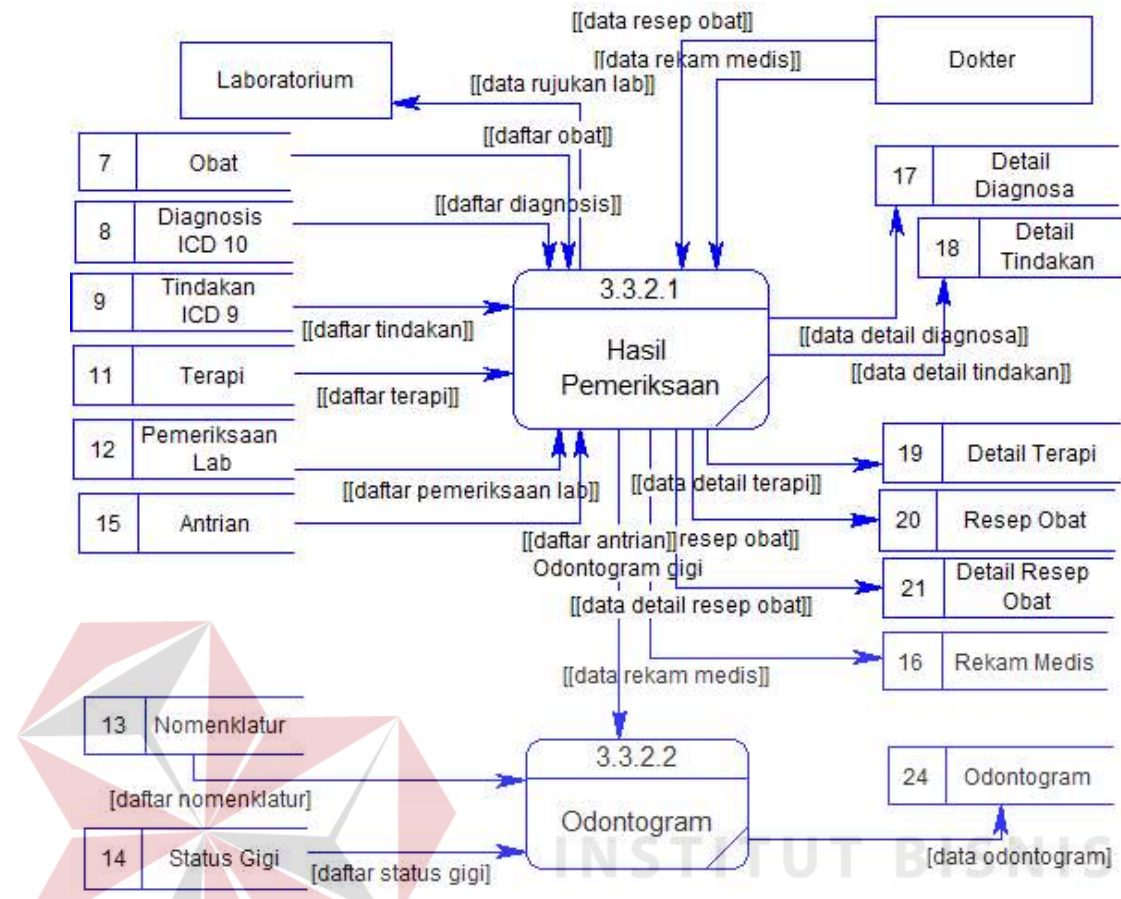 [[data resep obat]]
Laboratorium
[[data rekam medis]]
Dokter
[[data rujukan lab]]
[[daftar obat]]
7
Obat
17
Detail
Diagnosa
[[daftar diagnosis]]
8
Diagnosis
ICD 10
18
Detail
Tindakan
9
Tindakan
ICD 9
3.3.2.1
[[daftar tindakan]]
[[data detail diagnosa]]
Hasil
Pemeriksaan
11
Terapi
[[data detail tindakan]]
[[daftar terapi]]
12
Pemeriksaan
Lab
19
Detail Terapi
[[data detail terapi]]
[[daftar pemeriksaan lab]]
15
Antrian
20
Resep Obat
[[daftar antrian]]
resep obat]]
Odontogram gigi
21
Detail Resep
Obat
[[data detail resep obat]]
16
Rekam Medis
[[data rekam medis]]
13
Nomenklatur
3.3.2.2
24
Odontogram
[daftar nomenklatur]
Odontogram
14
Status Gigi
[daftar status gigi]
[data odontogram]
INSTITUT BISNIS